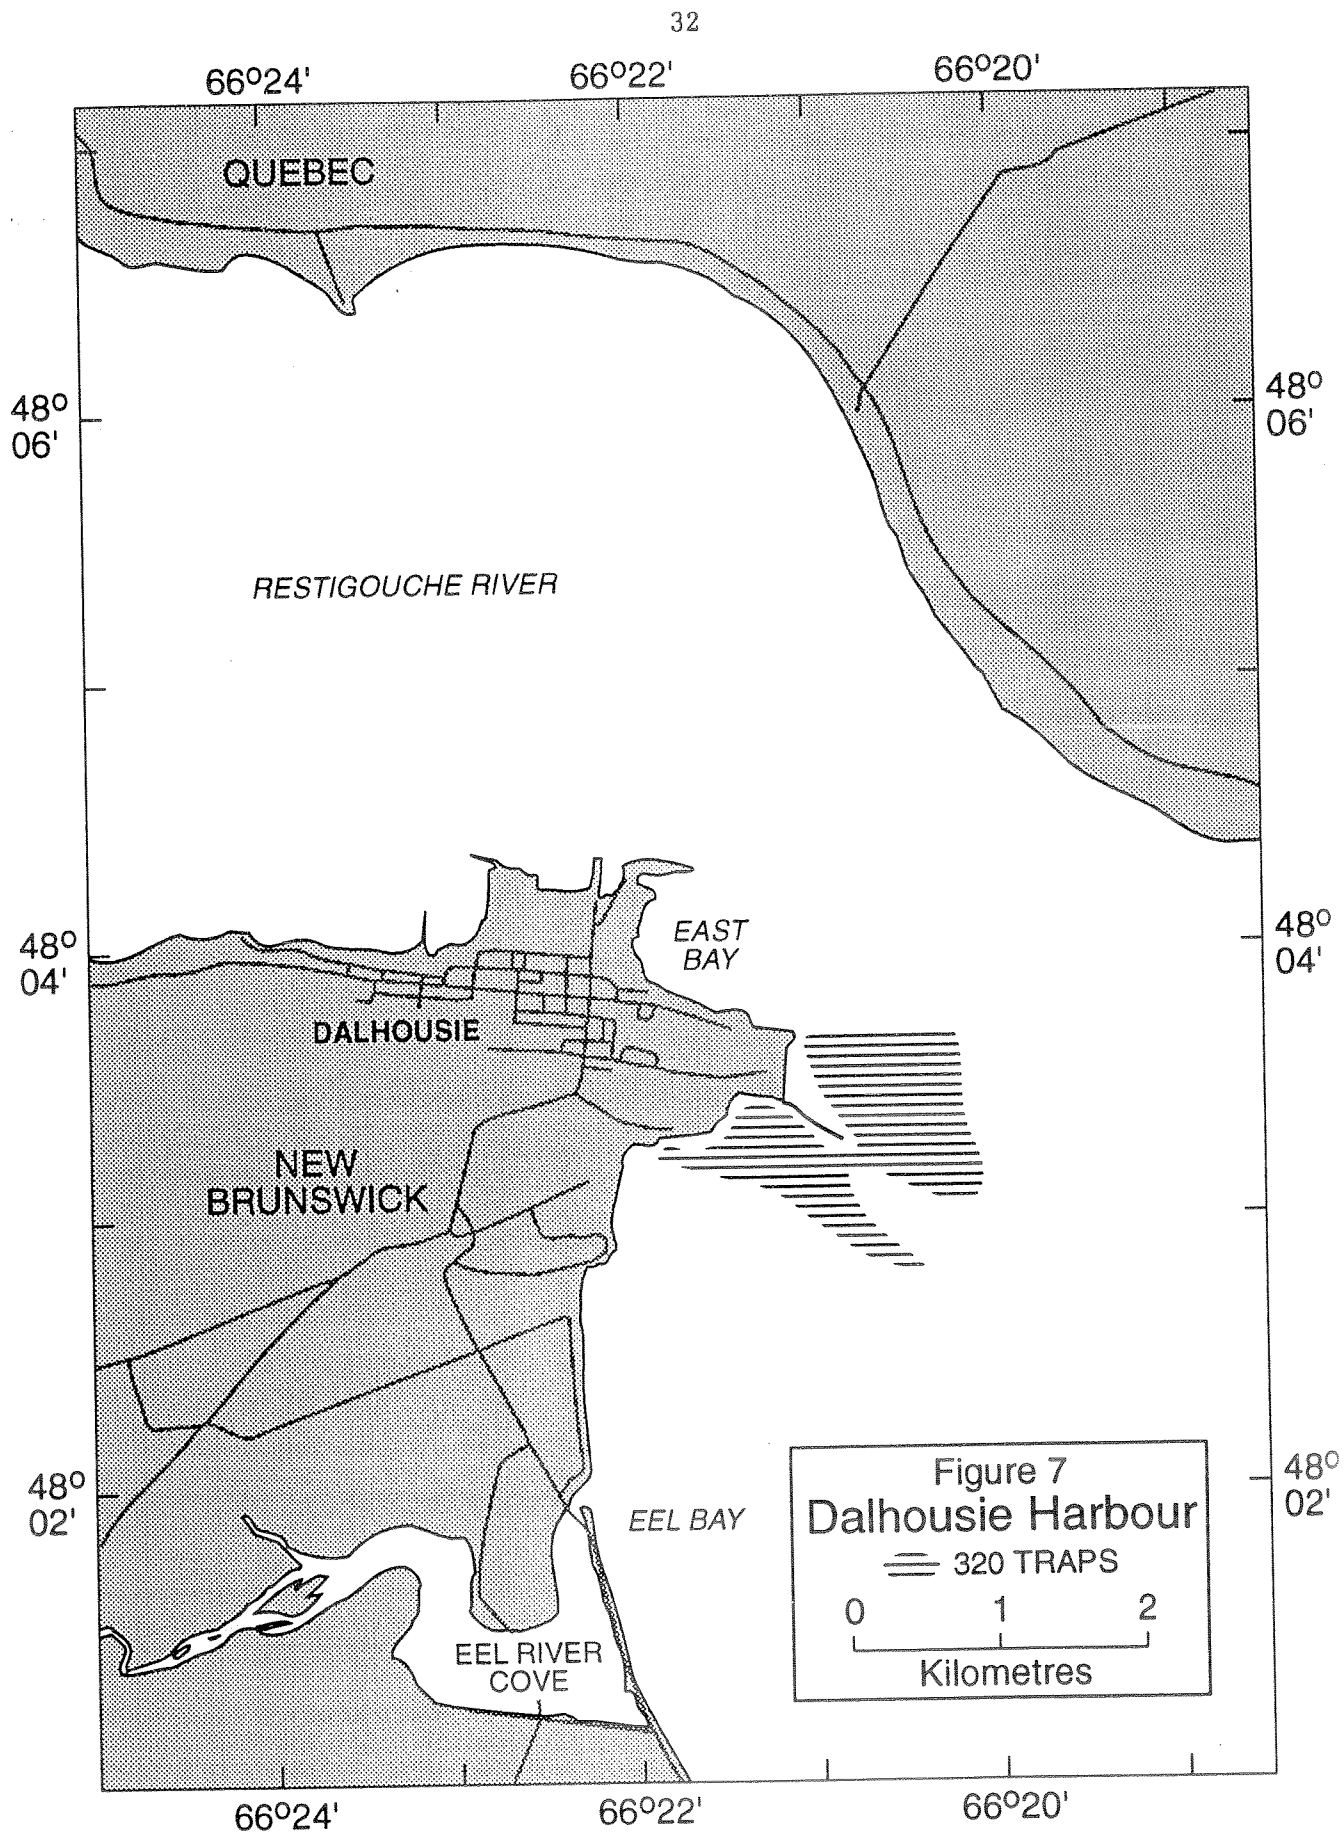 32
66°24'
66°22'
66°20'
QUEBEC
48°
06'
48°
06'
RESTIGOUCHE RIVER
EAST
BAY
48°
04'
48°
04'
DALHOUSIE
NEW
BRUNSWICK
48°
02'
48°
02'
EEL BAY
Figure 7
Dalhousie Harbour
320 TRAPS
0 1 2
Kilometres
EEL RIVER
COVE
66°24'
66°22'
66°20'